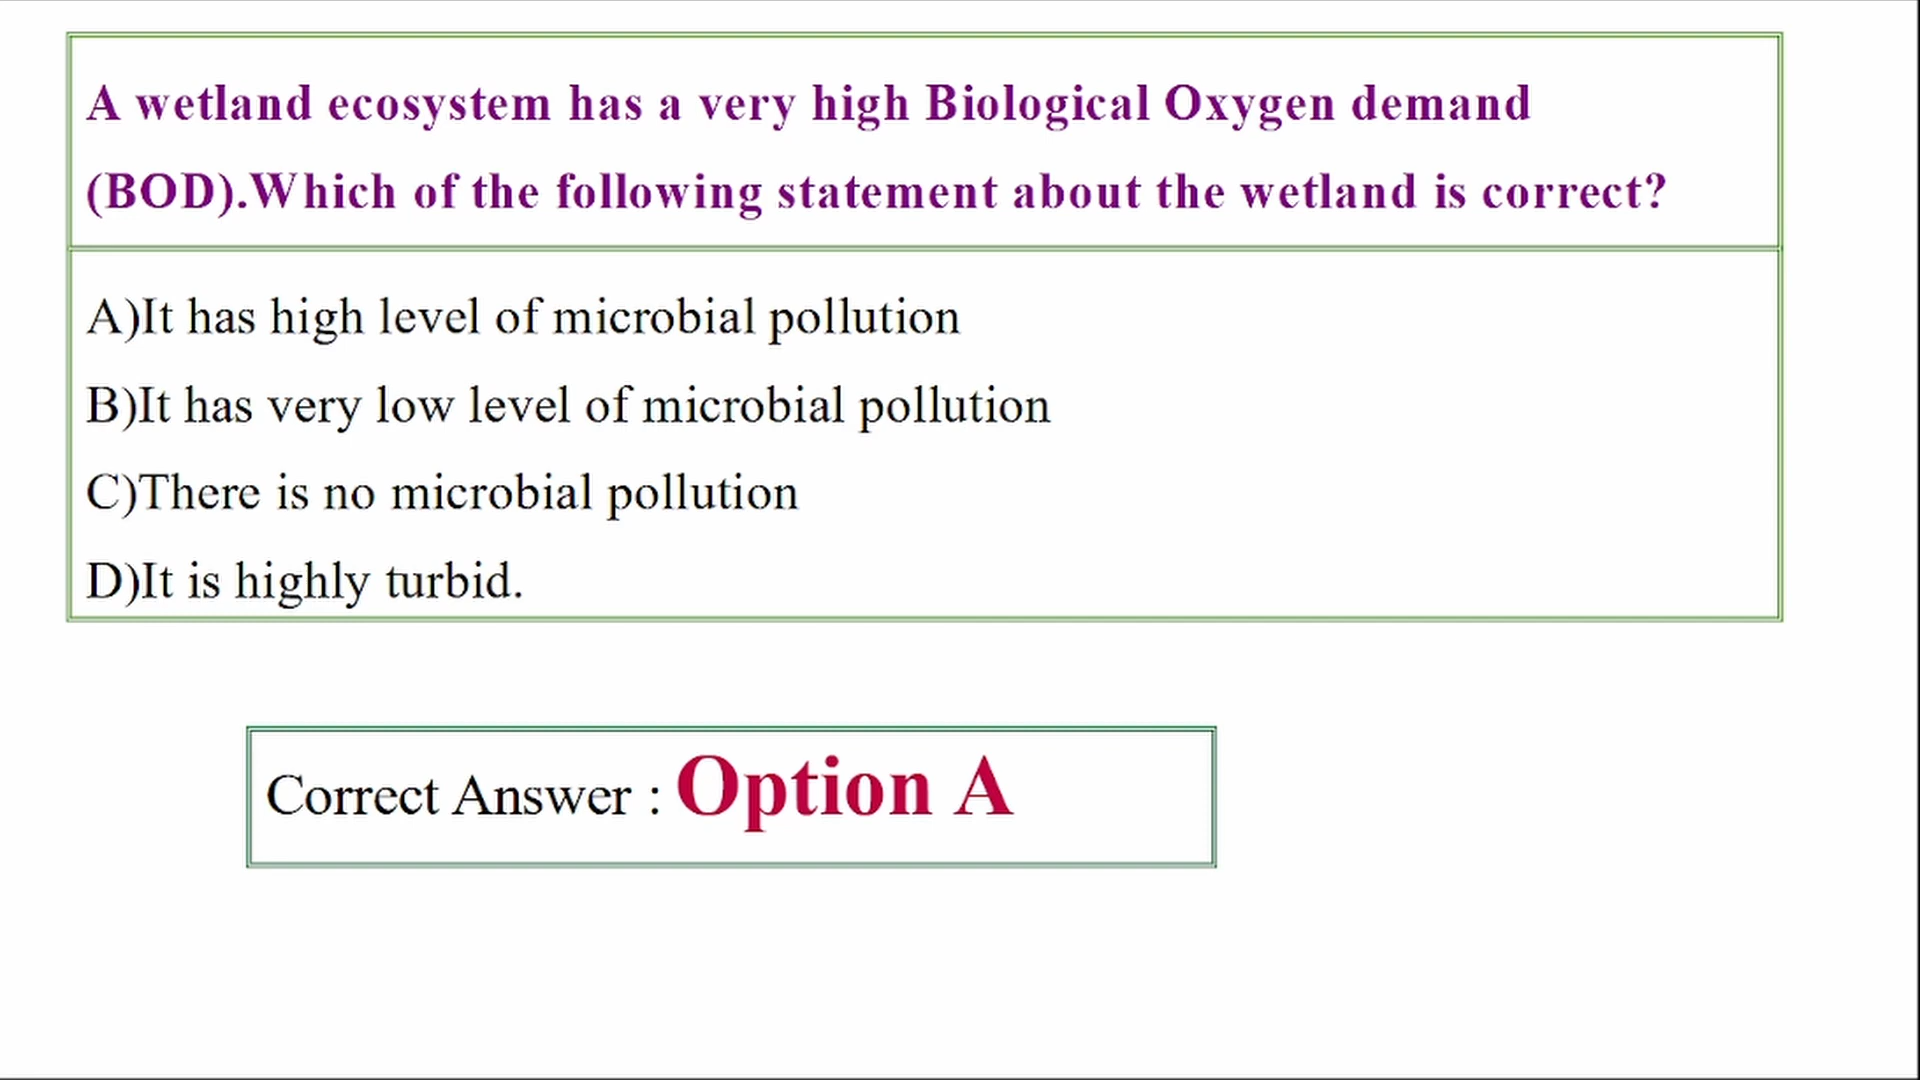 A wetland ecosystem has a very high Biological Oxygen demand
(BOD).Which of the following statement about the wetland is correct?
A)It has high level of microbial pollution
B)It has very low level of microbial pollution
C)There is no microbial pollution
D)It is highly turbid.
Correct Answer : Option A